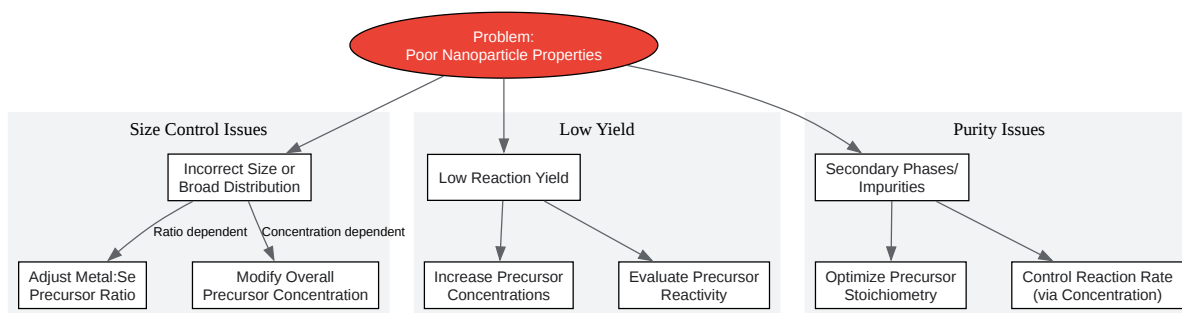 Problem:
Poor Nanoparticle Properties
Size Control Issues
Incorrect Size or
Broad Distribution
Ratio dependent
Concentration dependent
Adjust Metal:Se
Precursor Ratio
Modify Overall
Precursor Concentration
Low Yield
Low Reaction Yield
Increase Precursor
Concentrations
Evaluate Precursor
Reactivity
Purity Issues
Secondary Phases/
Impurities
Optimize Precursor
Stoichiometry
Control Reaction Rate
(via Concentration)